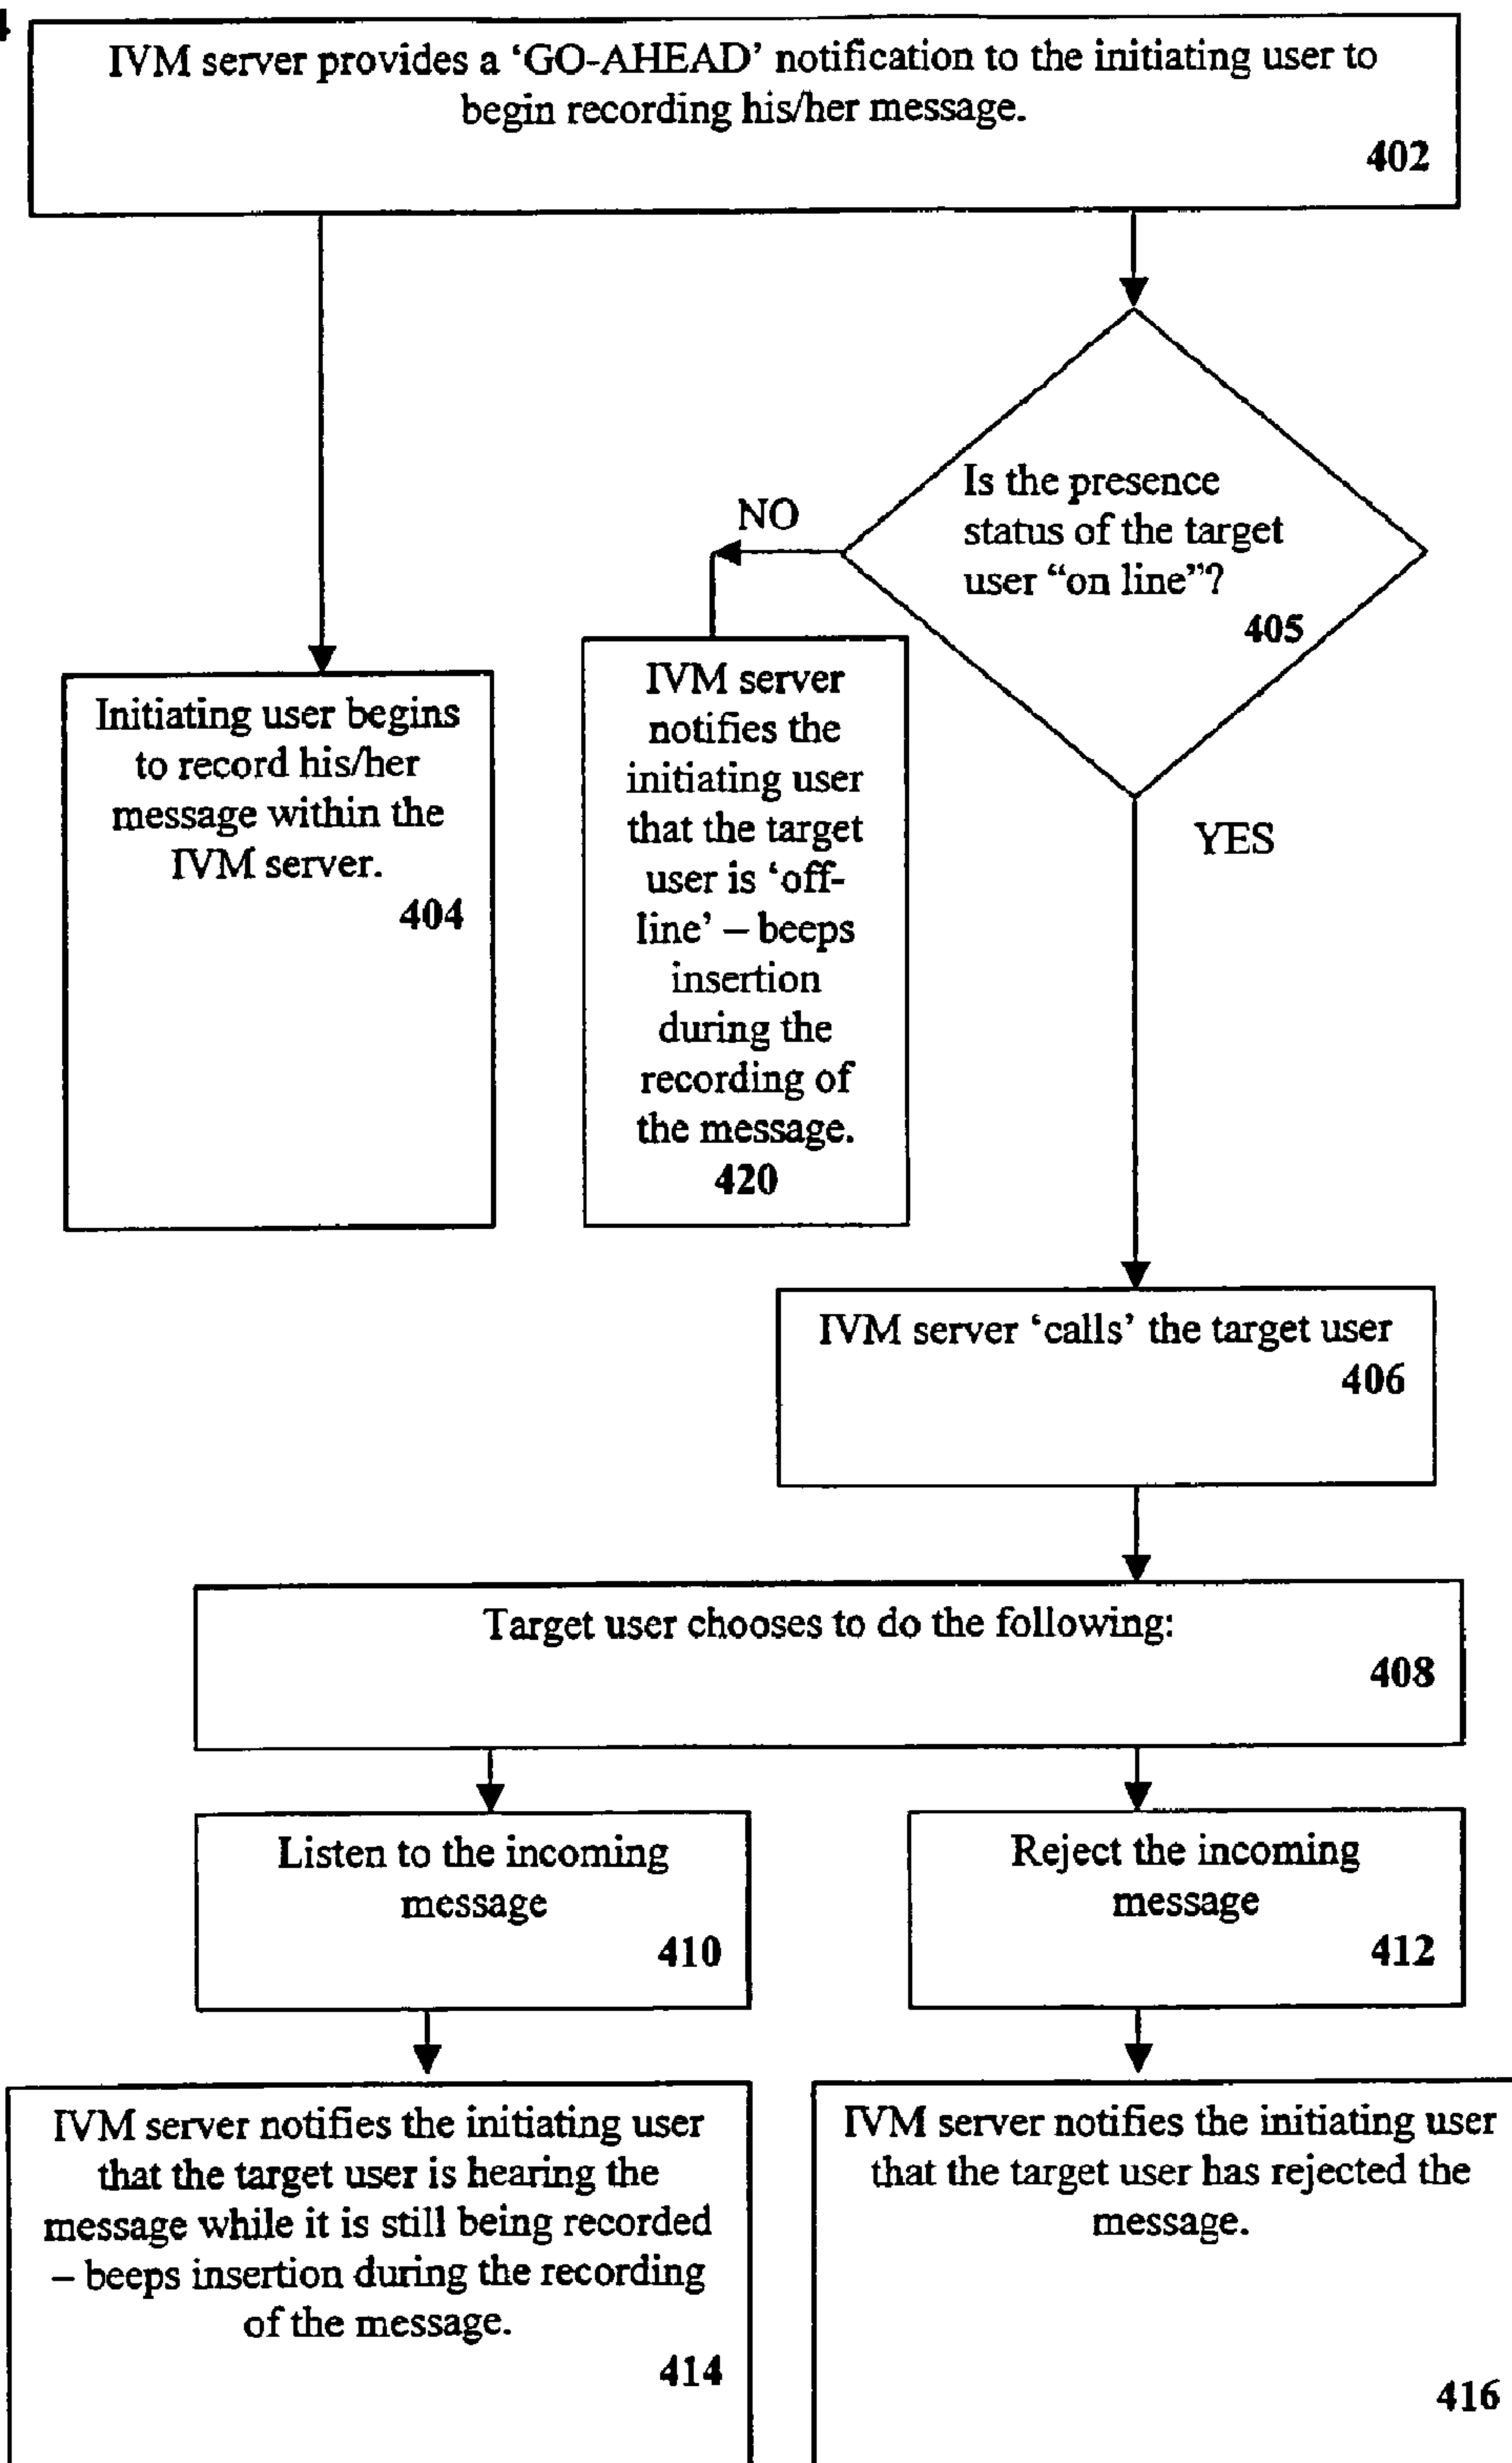 4
IVM server provides a ‘GO-AHEAD’ notification to the initiating user to
begin recording his/her message.
402
Is the presence
status of the target
user “on line”?
405
NO
YES
Initiating user begins
to record his/her
message within the
IVM server.
404
IVM server
notifies the
initiating user
that the target
user is ‘off-
line’ – beeps
insertion
during the
recording of
the message.
420
IVM server ‘calls’ the target user
406
Target user chooses to do the following:
408
Listen to the incoming
message
410
Reject the incoming
message
412
IVM server notifies the initiating user
that the target user is hearing the
message while it is still being recorded
– beeps insertion during the recording
of the message.
414
IVM server notifies the initiating user
that the target user has rejected the
message.
416